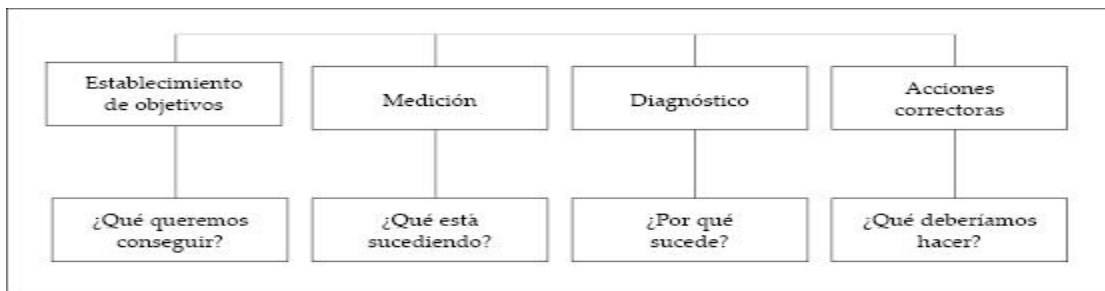 Establecimiento
de objetivos
Medición
Diagnóstico
Acciones
correctoras
¿Qué queremos
conseguir?
¿Qué está
sucediendo?
¿Por qué
sucede?
¿Qué deberíamos
hacer?